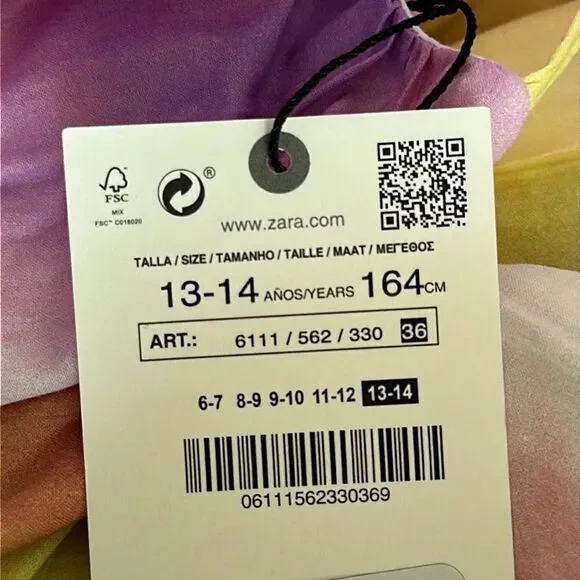 FSC
MIX
FSC™ C018020
®
www.zara.com
TALLA / SIZE / TAMANHO / TAILLE / MAAT / ΜΕΓΕΘΟΣ
13-14 AÑOS/YEARS 164CM
ART.: 6111 / 562 / 330 36
6-7 8-9 9-10 11-12 13-14
06111562330369